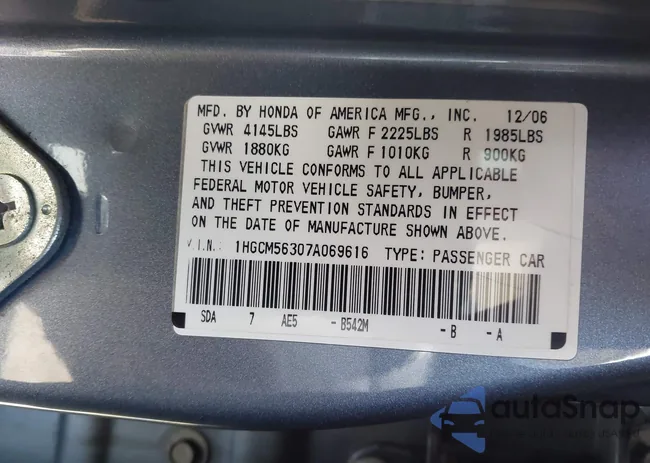 MFD. BY HONDA OF AMERICA MFG., INC. 12/06
GVWR 4145LBS GAWR F 2225LBS R 1985LBS
GVWR 1880KG GAWR F 1010KG R 900KG
THIS VEHICLE CONFORMS TO ALL APPLICABLE
FEDERAL MOTOR VEHICLE SAFETY, BUMPER,
AND THEFT PREVENTION STANDARDS IN EFFECT
ON THE DATE OF MANUFACTURE SHOWN ABOVE.
V.I.N.: 1HGCM56307A069616 TYPE: PASSENGER CAR
SDA 7 AE5 - B542M - B - A
autoSnap